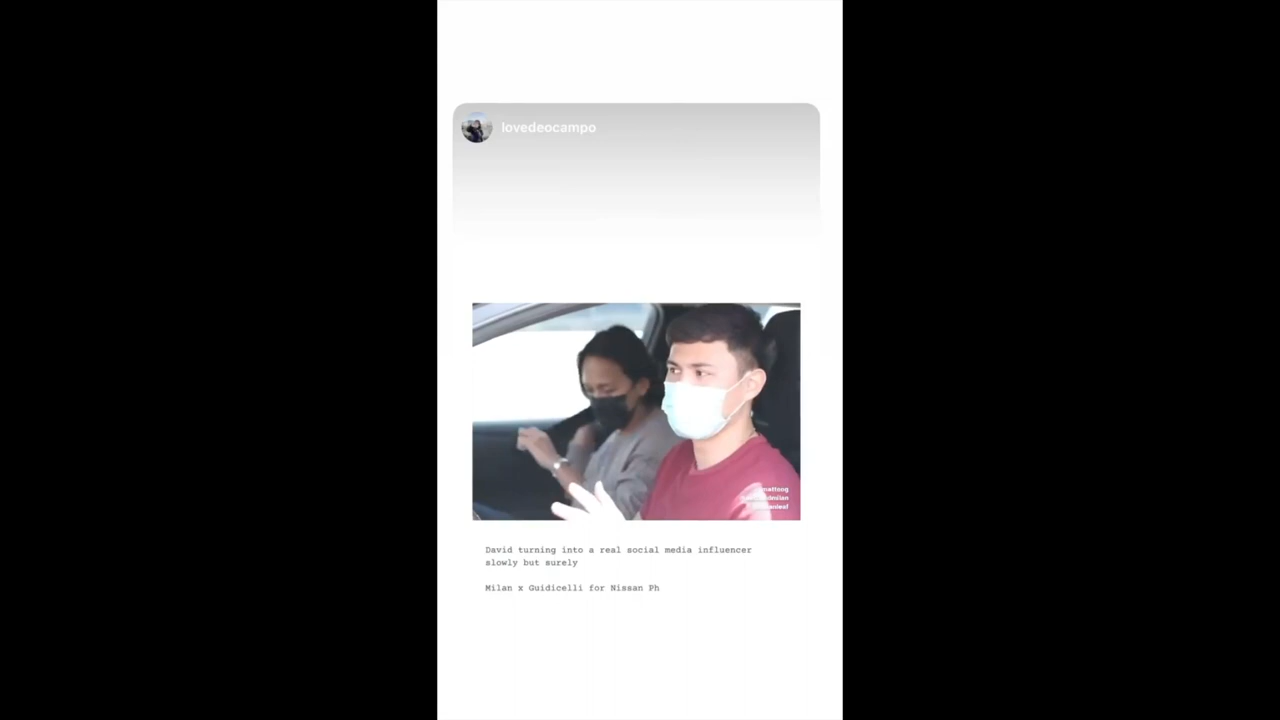 lovedeocampo
David turning into a real social media influencer
slowly but surely
Milan x Guidicelli for Nissan Ph